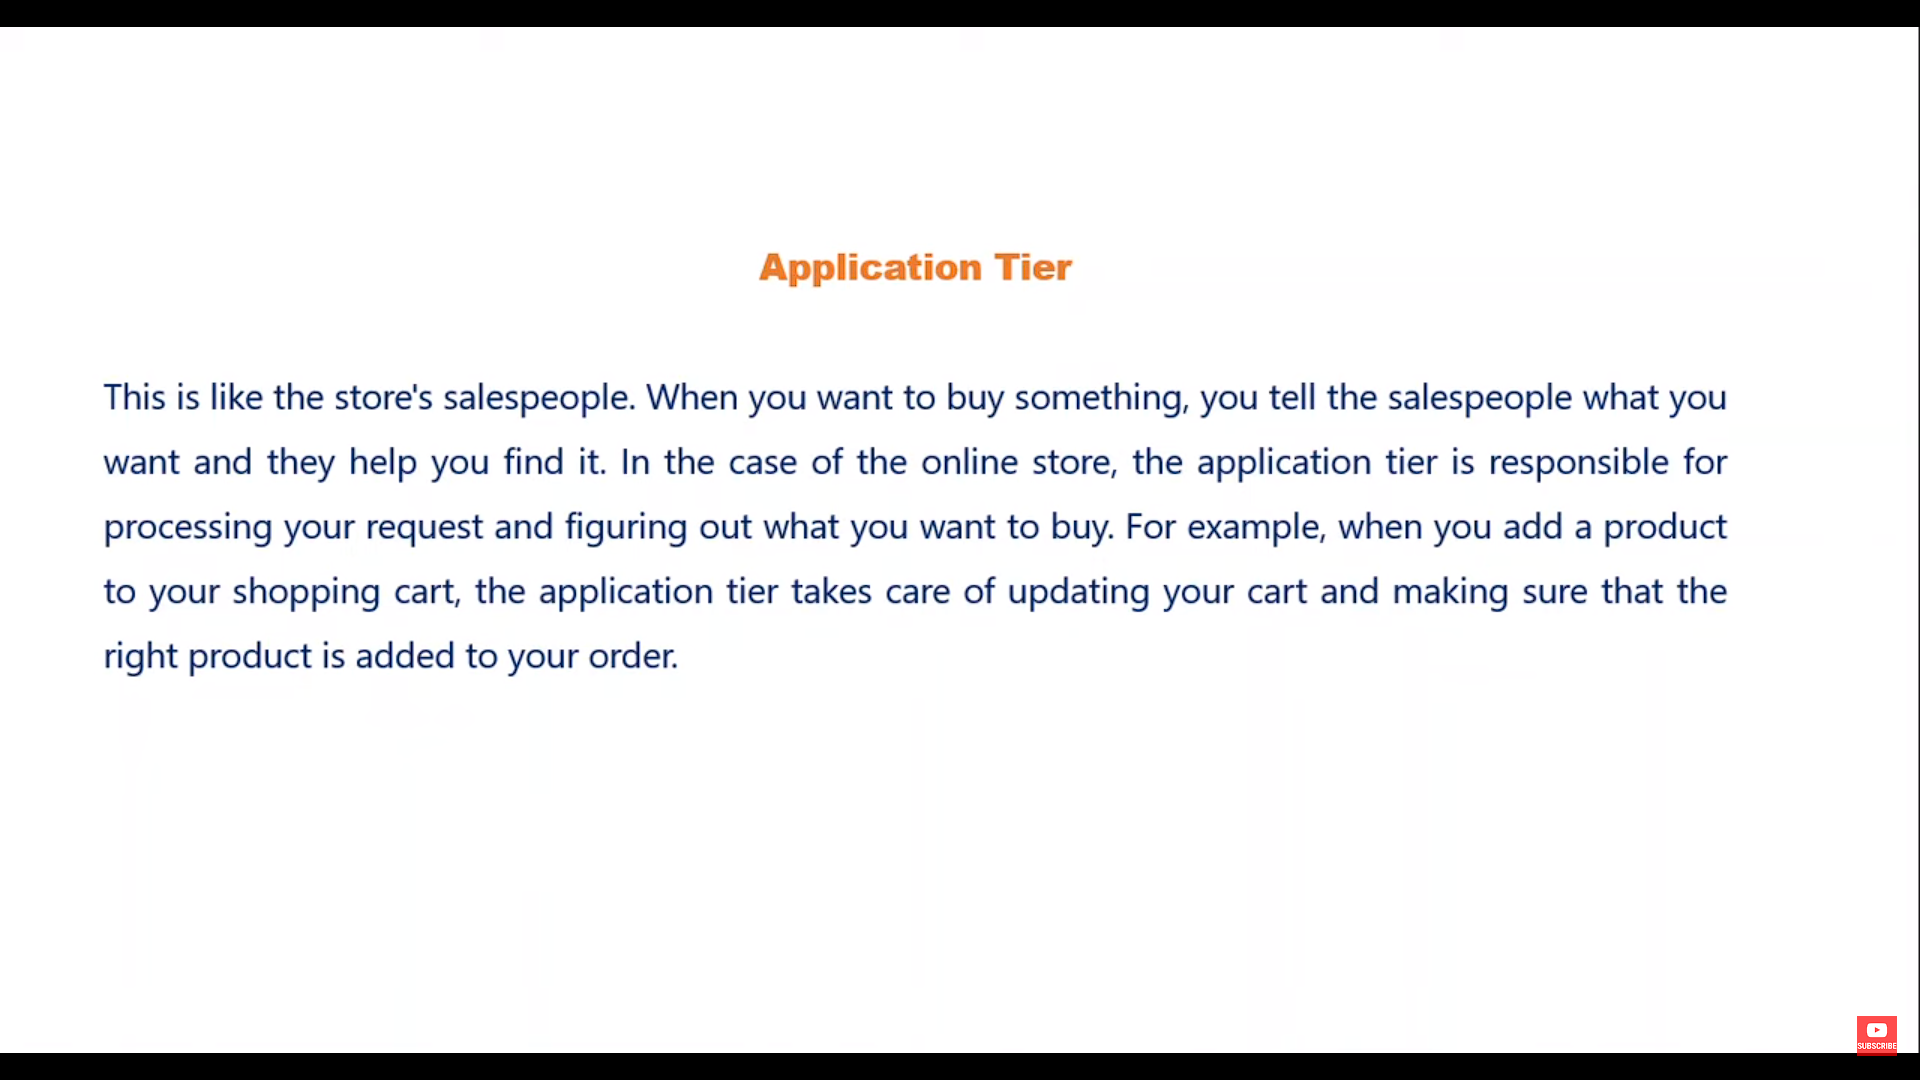 Application Tier
This is like the store's salespeople. When you want to buy something, you tell the salespeople what you
want and they help you find it. In the case of the online store, the application tier is responsible for
processing your request and figuring out what you want to buy. For example, when you add a product
to your shopping cart, the application tier takes care of updating your cart and making sure that the
right product is added to your order.
SUBSCRIBE